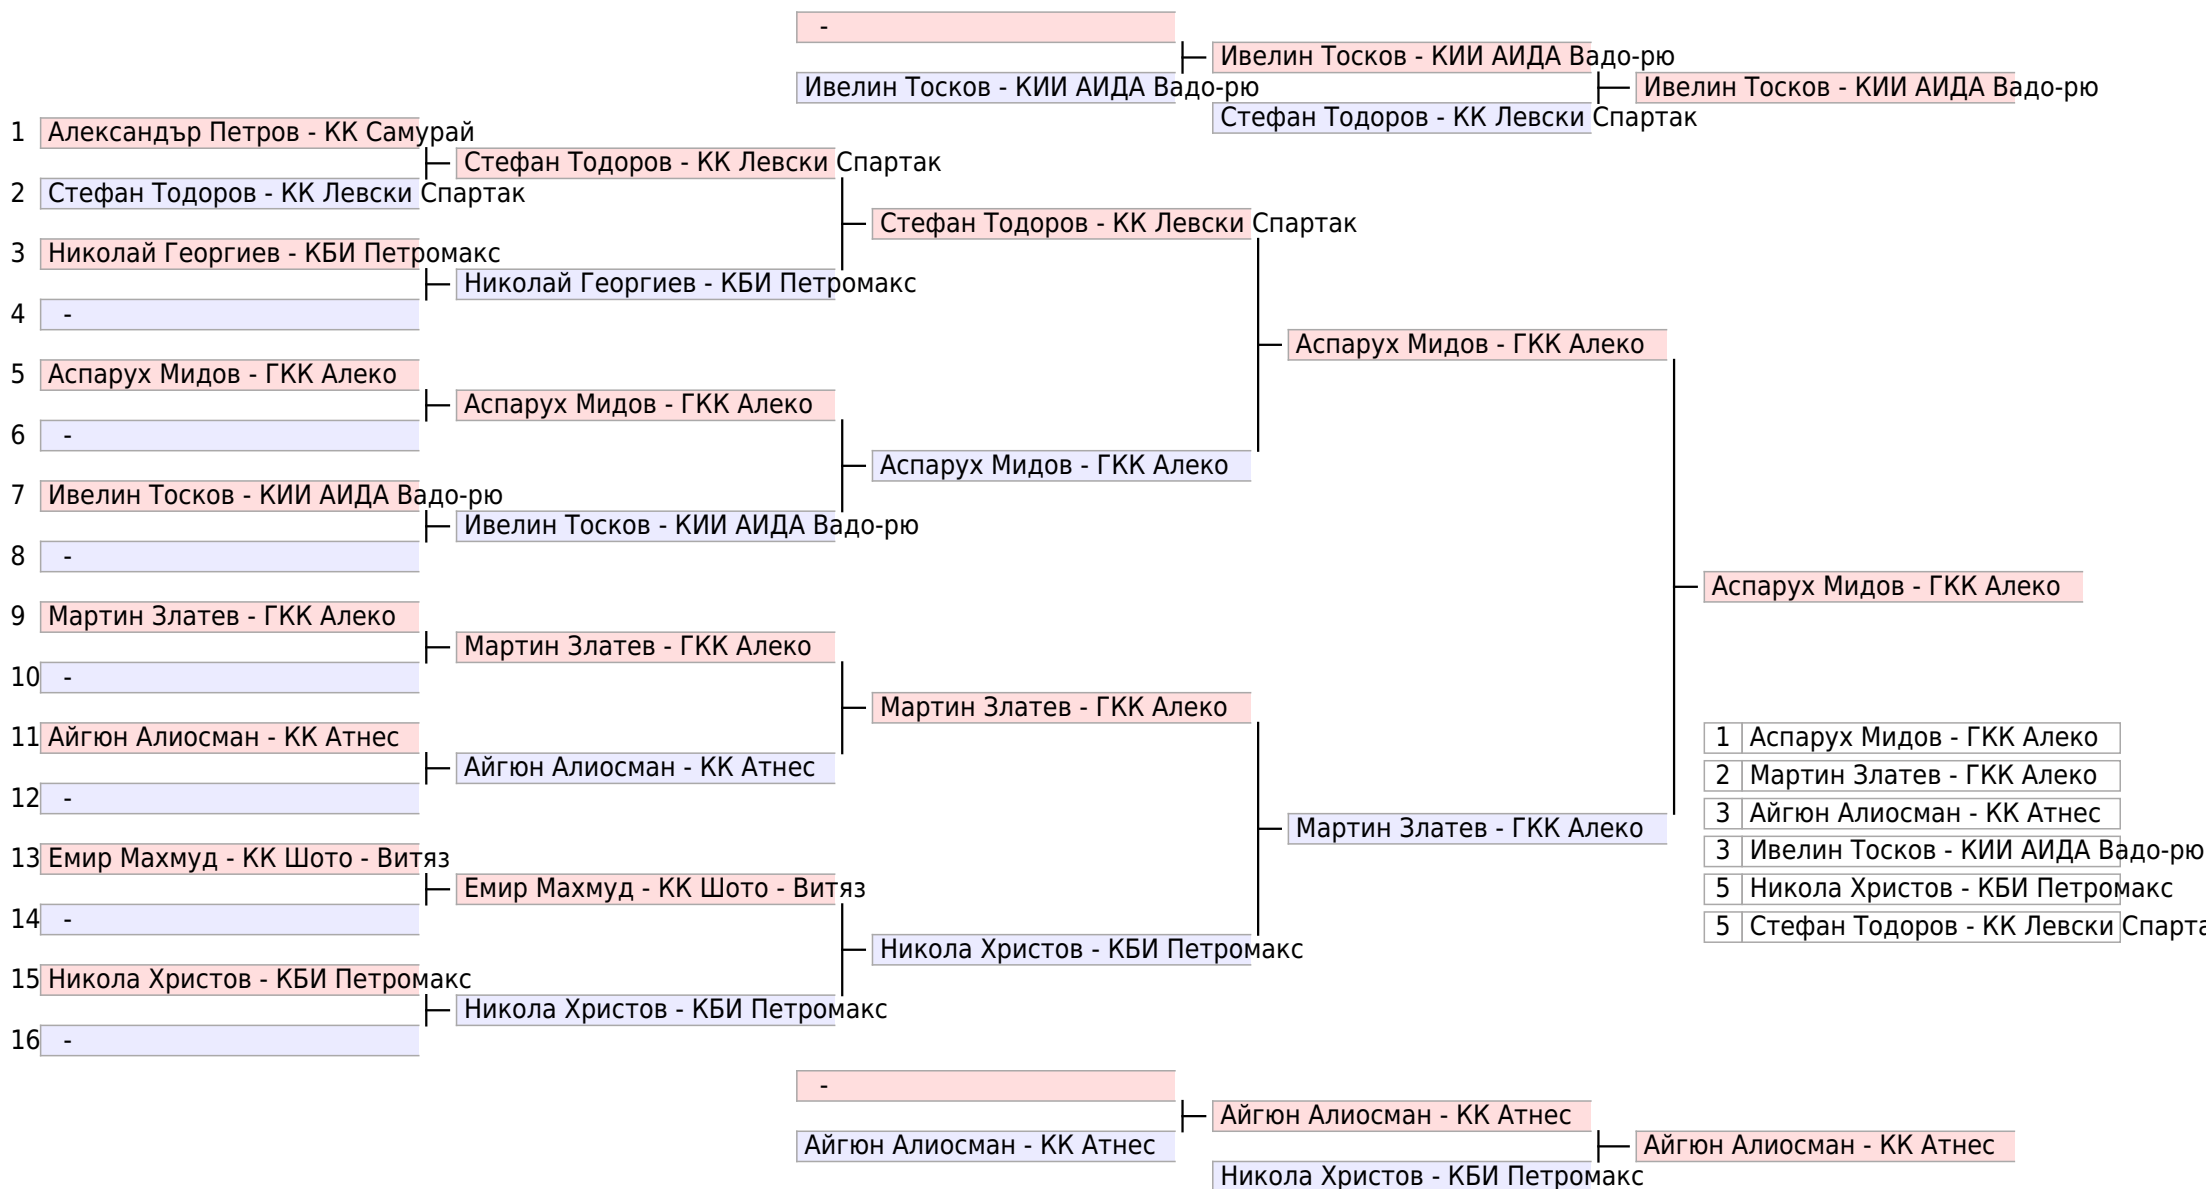 -
Ивелин Тосков - КИИ АИДА Вадо-рю
Ивелин Тосков - КИИ АИДА Вадо-рю
Ивелин Тосков - КИИ АИДА Вадо-рю
Стефан Тодоров - КК Левски Спартак
1 Александър Петров - КК Самурай
Стефан Тодоров - КК Левски Спартак
2 Стефан Тодоров - КК Левски Спартак
Стефан Тодоров - КК Левски Спартак
3 Николай Георгиев - КБИ Петромакс
Николай Георгиев - КБИ Петромакс
4 -
Аспарух Мидов - ГКК Алеко
5 Аспарух Мидов - ГКК Алеко
Аспарух Мидов - ГКК Алеко
6 -
Аспарух Мидов - ГКК Алеко
7 Ивелин Тосков - КИИ АИДА Вадо-рю
Ивелин Тосков - КИИ АИДА Вадо-рю
8 -
Аспарух Мидов - ГКК Алеко
9 Мартин Златев - ГКК Алеко
Мартин Златев - ГКК Алеко
10 -
Мартин Златев - ГКК Алеко
11 Айгюн Алиосман - КК Атнес
Айгюн Алиосман - КК Атнес
12 -
Мартин Златев - ГКК Алеко
13 Емир Махмуд - КК Шото - Витяз
Емир Махмуд - КК Шото - Витяз
14 -
Никола Христов - КБИ Петромакс
15 Никола Христов - КБИ Петромакс
Никола Христов - КБИ Петромакс
16 -
1 Аспарух Мидов - ГКК Алеко
2 Мартин Златев - ГКК Алеко
3 Айгюн Алиосман - КК Атнес
3 Ивелин Тосков - КИИ АИДА Вадо-рю
5 Никола Христов - КБИ Петромакс
5 Стефан Тодоров - КК Левски
-
Айгюн Алиосман - КК Атнес
Айгюн Алиосман - КК Атнес
Айгюн Алиосман - КК Атнес
Никола Христов - КБИ Петромакс